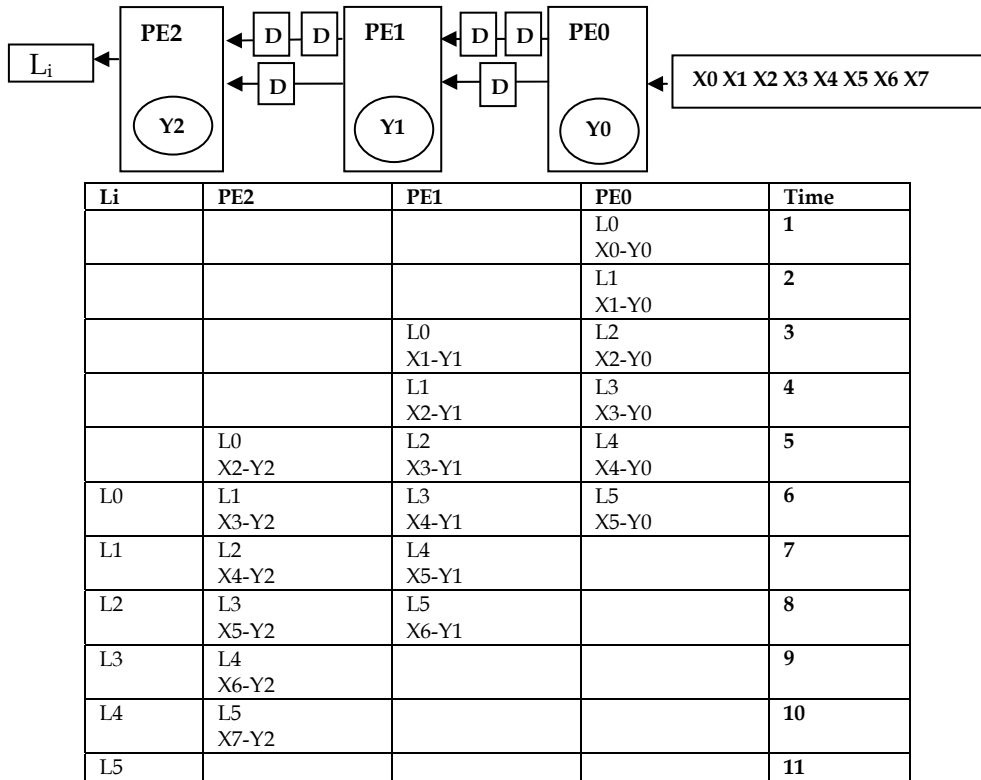 PE2 D D PE1 D D PE0
Li D D X0 X1 X2 X3 X4 X5 X6 X7
Y2 Y1 Y0
Li PE2 PE1 PE0 Time
L0 1
X0-Y0
L1 2
X1-Y0
L0 L2 3
X1-Y1 X2-Y0
L1 L3 4
X2-Y1 X3-Y0
L0 L2 L4 5
X2-Y2 X3-Y1 X4-Y0
L0 L1 L3 L5 6
X3-Y2 X4-Y1 X5-Y0
L1 L2 L4 7
X4-Y2 X5-Y1
L2 L3 L5 8
X5-Y2 X6-Y1
L3 L4 9
X6-Y2
L4 L5 10
X7-Y2
L5 11